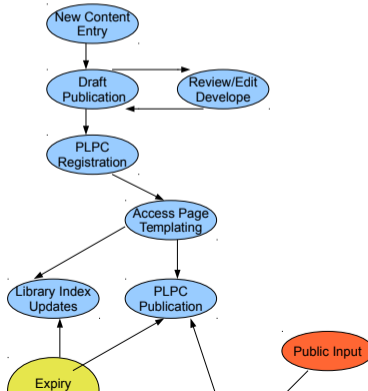 New Content
Entry
Draft
Publication
Review/Edit
Develope
PLPC
Registration
Access Page
Templating
Library Index
Updates
PLPC
Publication
Public Input
Expiry